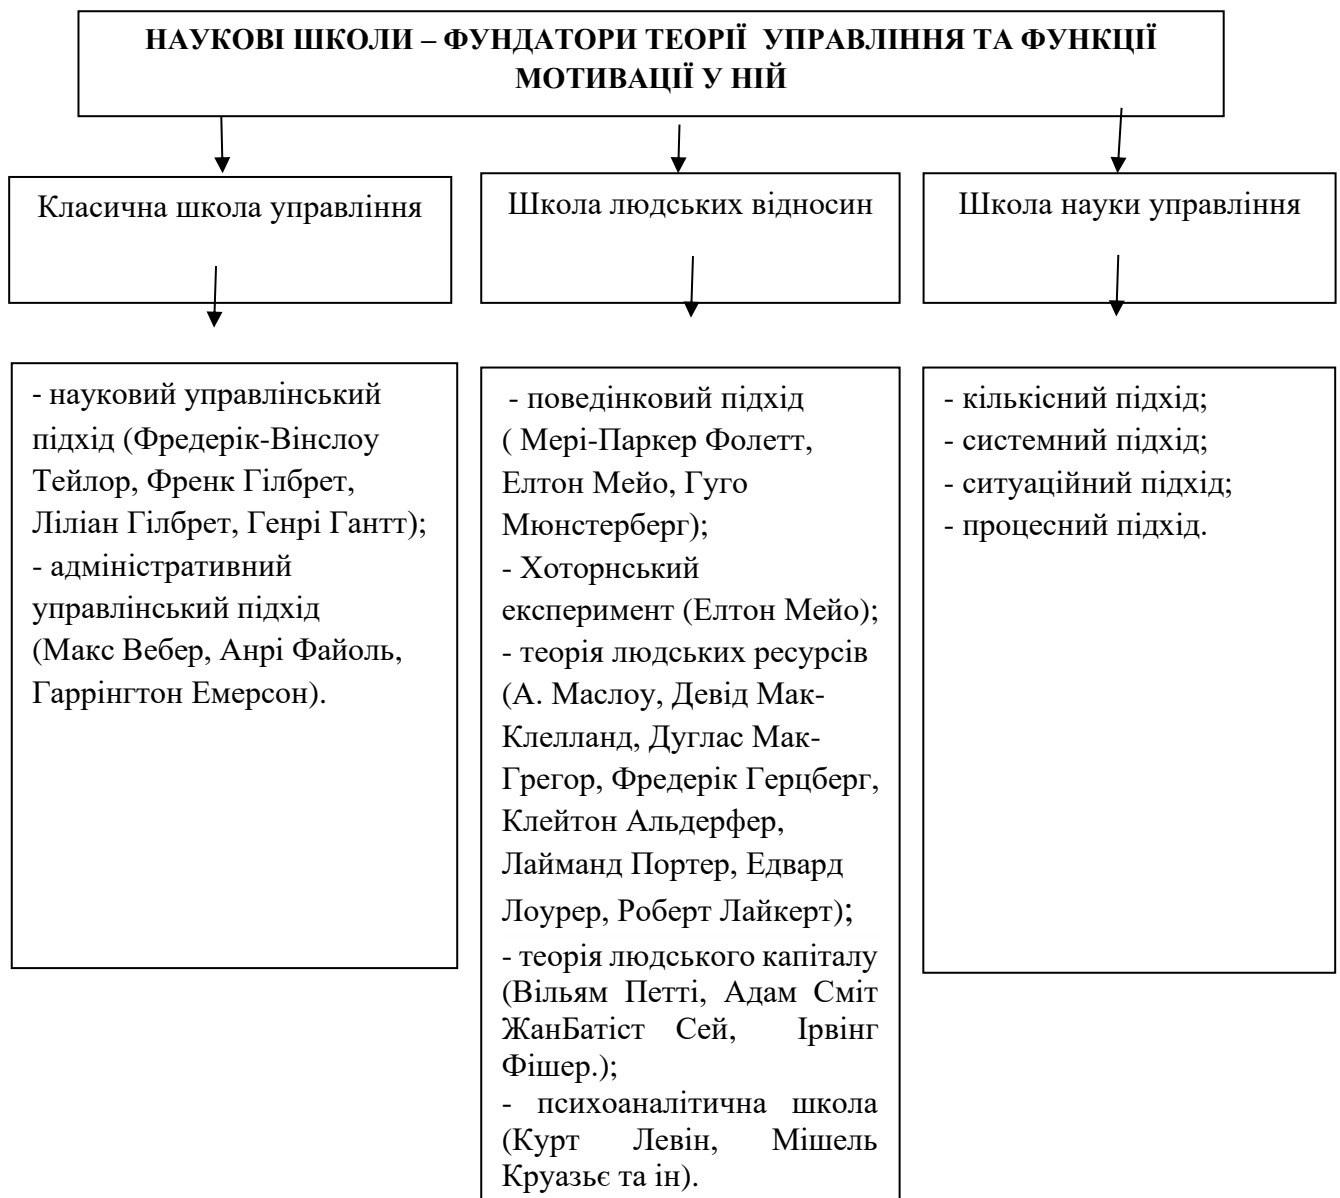 НАУКОВІ ШКОЛИ – ФУНДАТОРИ ТЕОРІЇ УПРАВЛІННЯ ТА ФУНКЦІЇ
МОТИВАЦІЇ У НІЙ
Класична школа управління
Школа людських відносин
Школа науки управління
- науковий управлінський
підхід (Фредерік-Вінслоу
Тейлор, Френк Гілбрет,
Ліліан Гілбрет, Генрі Гантт);
- адміністративний
управлінський підхід
(Макс Вебер, Анрі Файоль,
Гаррінгтон Емерсон).
- поведінковий підхід
( Мері-Паркер Фолетт,
Елтон Мейо, Гуго
Мюнстерберг);
- Хоторнський
експеримент (Елтон Мейо);
- теорія людських ресурсів
(А. Маслоу, Девід Мак-
Клелланд, Дуглас Мак-
Грегор, Фредерік Герцберг,
Клейтон Альдерфер,
Лайманд Портер, Едвард
Лоурер, Роберт Лайкерт);
- теорія людського капіталу
(Вільям Петті, Адам Сміт
ЖанБатіст Сей, Ірвінг
Фішер.);
- психоаналітична школа
(Курт Левін, Мішель
Круазьє та ін).
- кількісний підхід;
- системний підхід;
- ситуаційний підхід;
- процесний підхід.